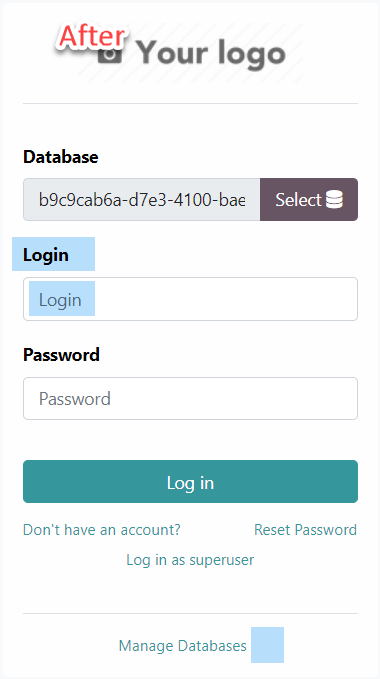 After
Your logo
Database
b9c9cab6a-d7e3-4100-bae
Select
Login
Login
Password
Password
Log in
Don't have an account? Reset Password
Log in as superuser
Manage Databases